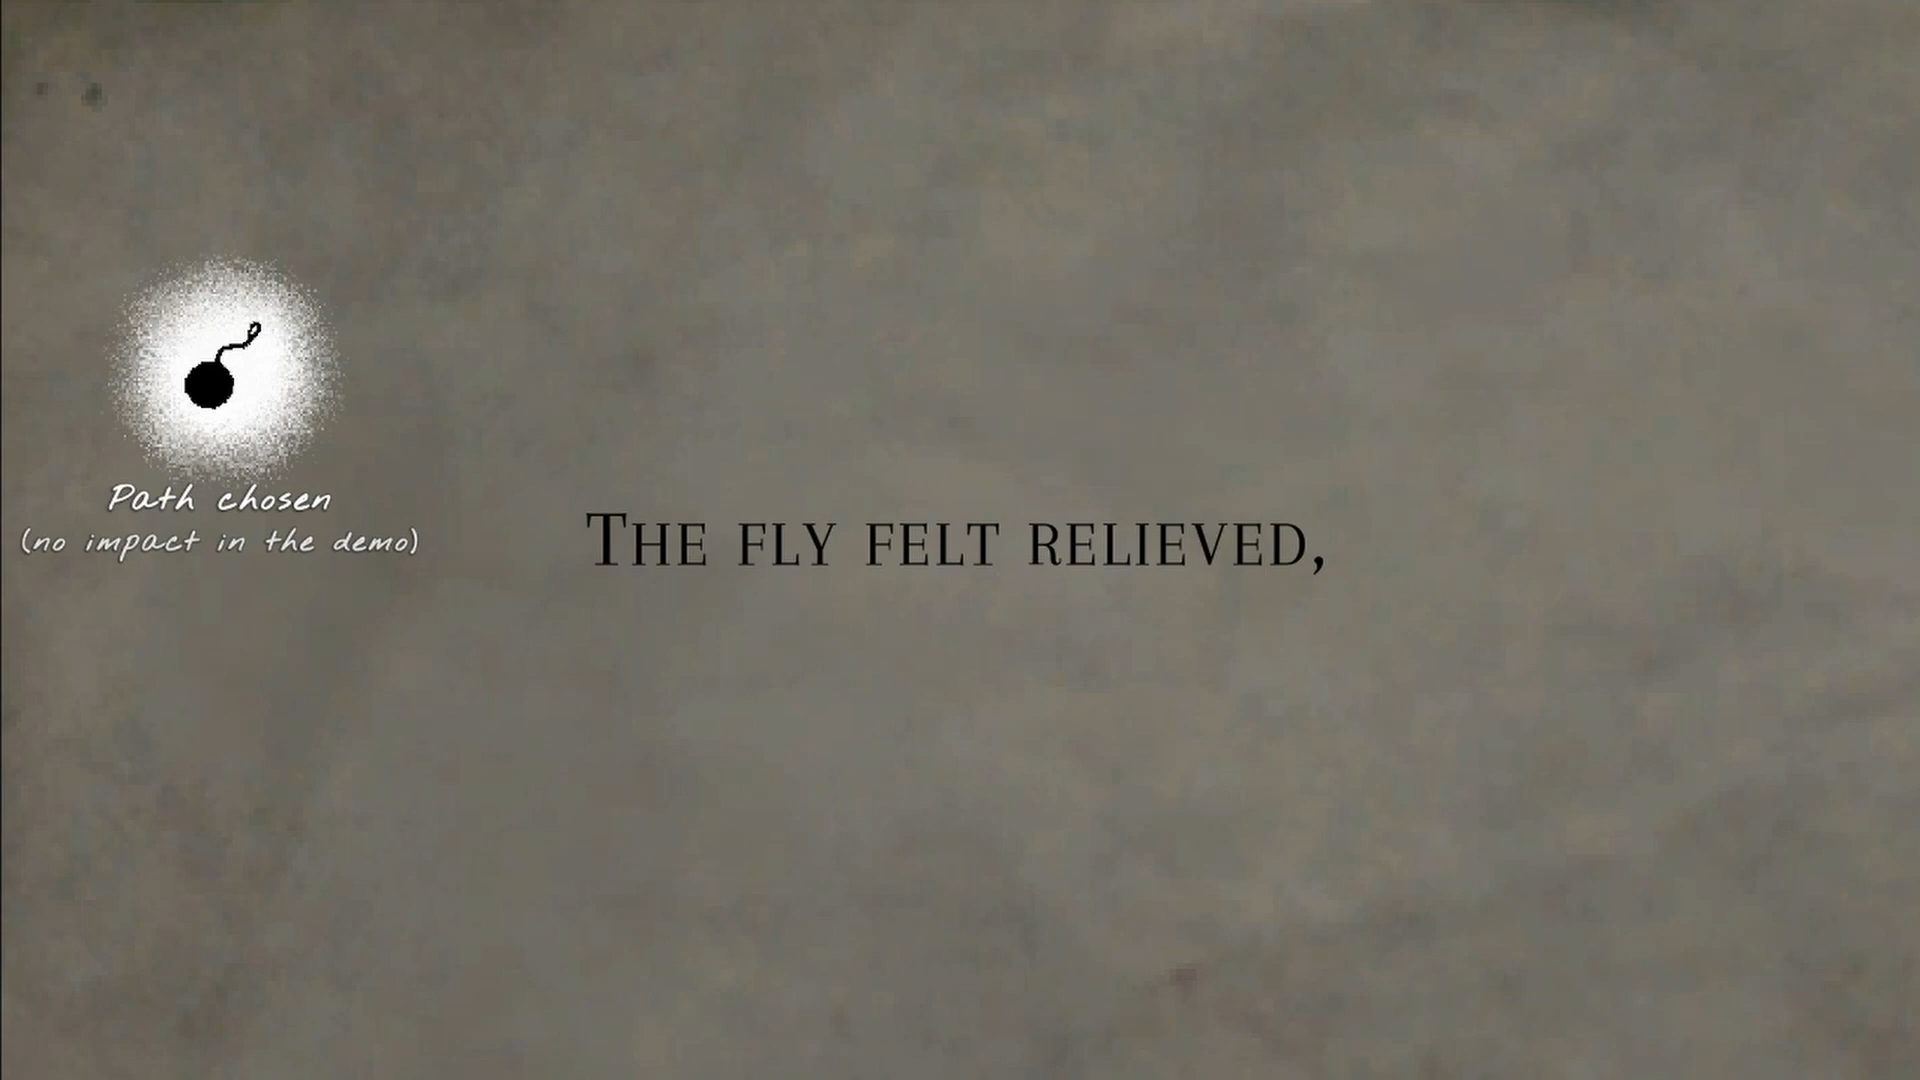 Path chosen
(no impact in the demo)
The fly felt relieved,